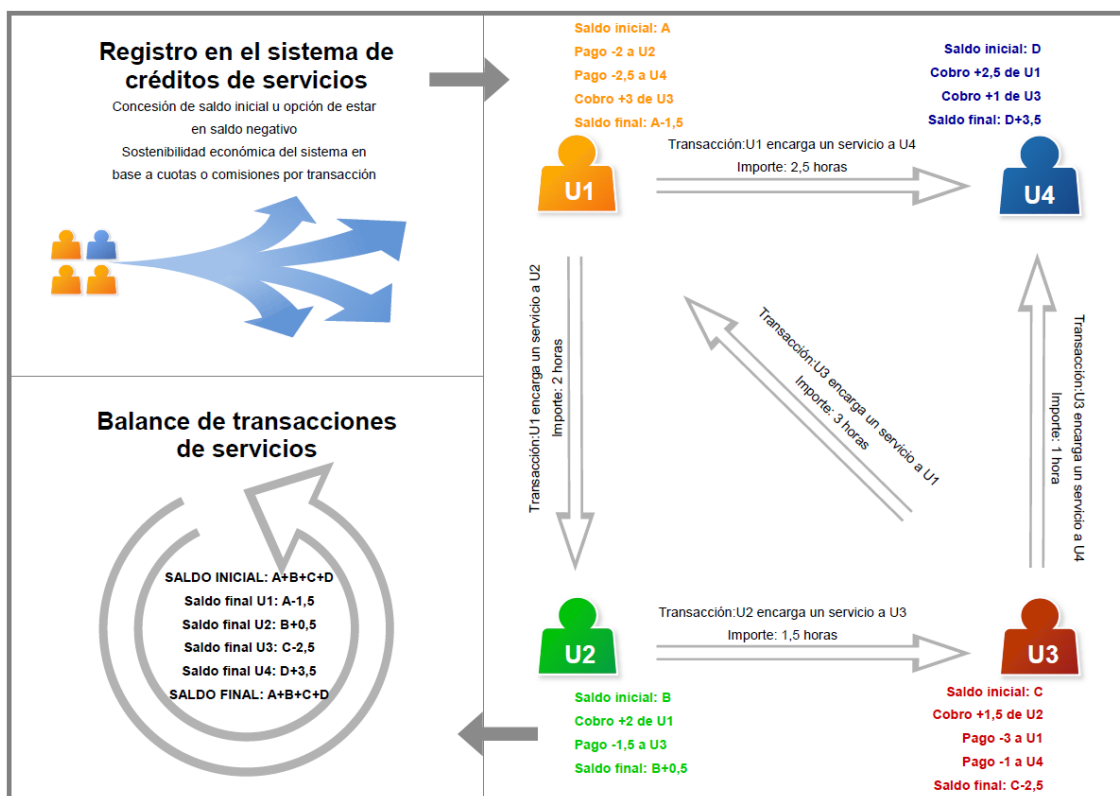 Registro en el sistema de
créditos de servicios
Concesión de saldo inicial u opción de estar
en saldo negativo
Sostenibilidad económica del sistema en
base a cuotas o comisiones por transacción
Balance de transacciones
de servicios
SALDO INICIAL: A+B+C+D
Saldo final U1: A-1,5
Saldo final U2: B+0,5
Saldo final U3: C-2,5
Saldo final U4: D+3,5
SALDO FINAL: A+B+C+D
Saldo inicial: A
Pago -2 a U2
Pago -2,5 a U4
Cobro +3 de U3
Saldo final: A-1,5
U1
Transacción:U1 encarga un servicio a U4
Importe: 2,5 horas
Saldo inicial: D
Cobro +2,5 de U1
Cobro +1 de U3
Saldo final: D+3,5
U4
Transacción:U1 encarga un servicio a U2
Importe: 2 horas
Transacción:U3 encarga un servicio a U1
Importe: 3 horas
Transacción:U3 encarga un servicio a U4
Importe: 1 hora
U2
Transacción:U2 encarga un servicio a U3
Importe: 1,5 horas
U3
Saldo inicial: B
Cobro +2 de U1
Pago -1,5 a U3
Saldo final: B+0,5
Saldo inicial: C
Cobro +1,5 de U2
Pago -3 a U1
Pago -1 a U4
Saldo final: C-2,5